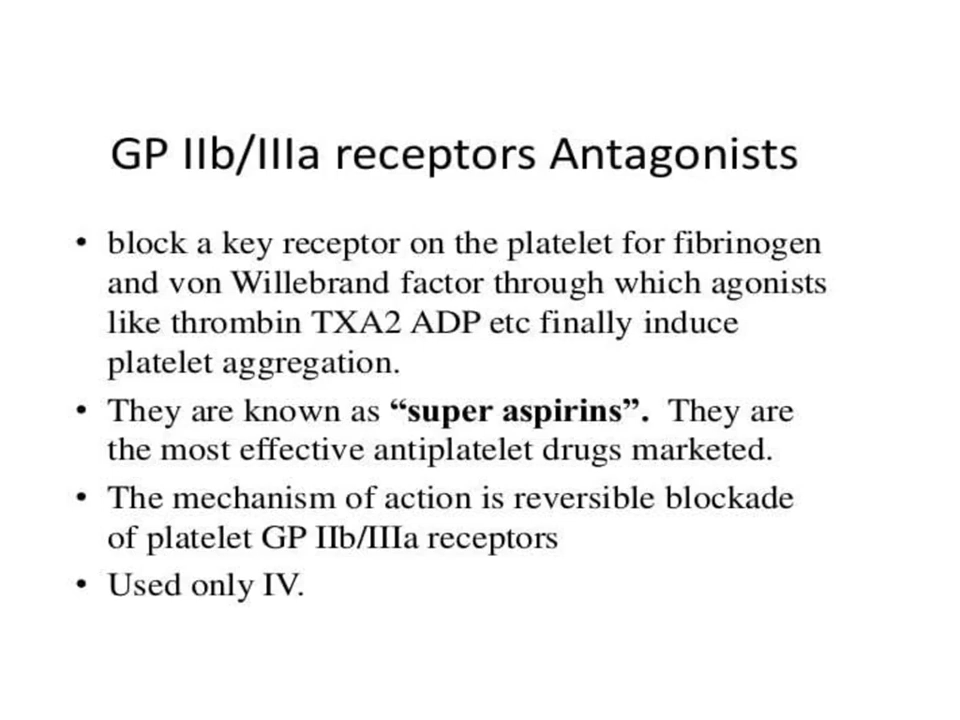 GP IIb/IIIa receptors Antagonists
• block a key receptor on the platelet for fibrinogen
and von Willebrand factor through which agonists
like thrombin TXA2 ADP etc finally induce
platelet aggregation.
• They are known as “super aspirins”. They are
the most effective antiplatelet drugs marketed.
• The mechanism of action is reversible blockade
of platelet GP IIb/IIIa receptors
• Used only IV.